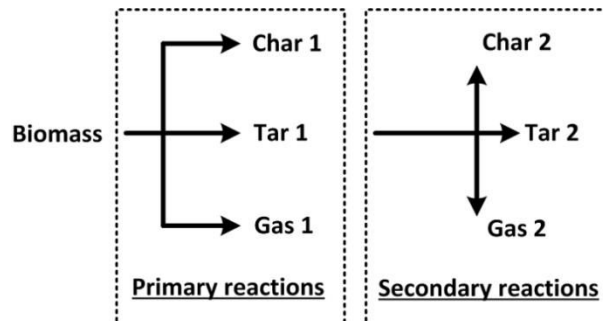 Char 1
Char 2
Biomass
Tar 1
Tar 2
Gas 1
Gas 2
Primary reactions
Secondary reactions